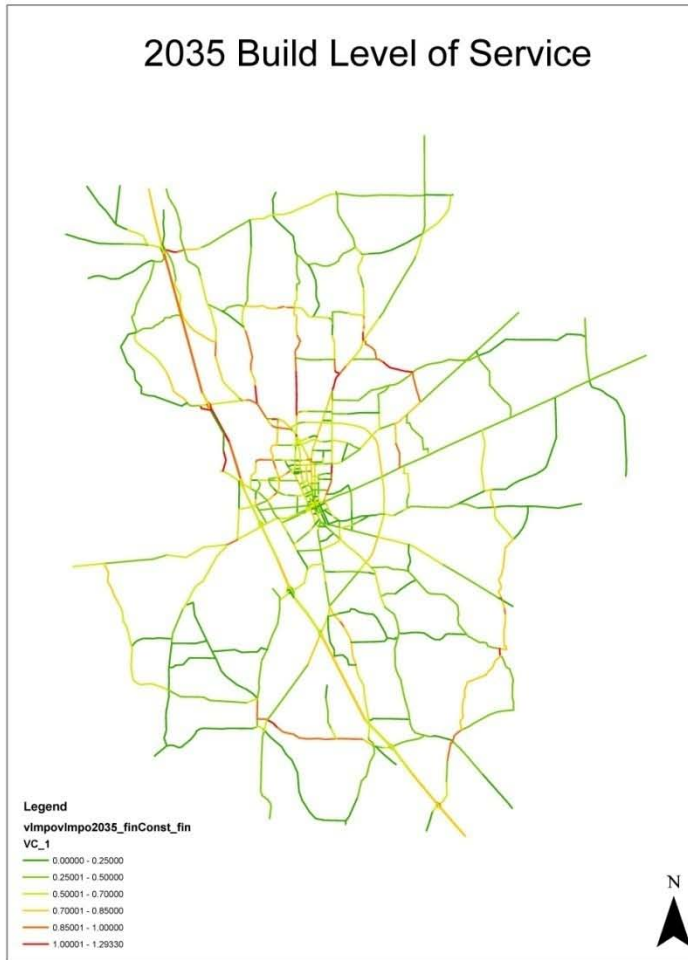 2035 Build Level of Service
Legend
vImpovImpo2035_finConst_fin
VC_1
0.00000 - 0.25000
0.25001 - 0.50000
0.50001 - 0.70000
0.70001 - 0.85000
0.85001 - 1.00000
1.00001 - 1.29330
N